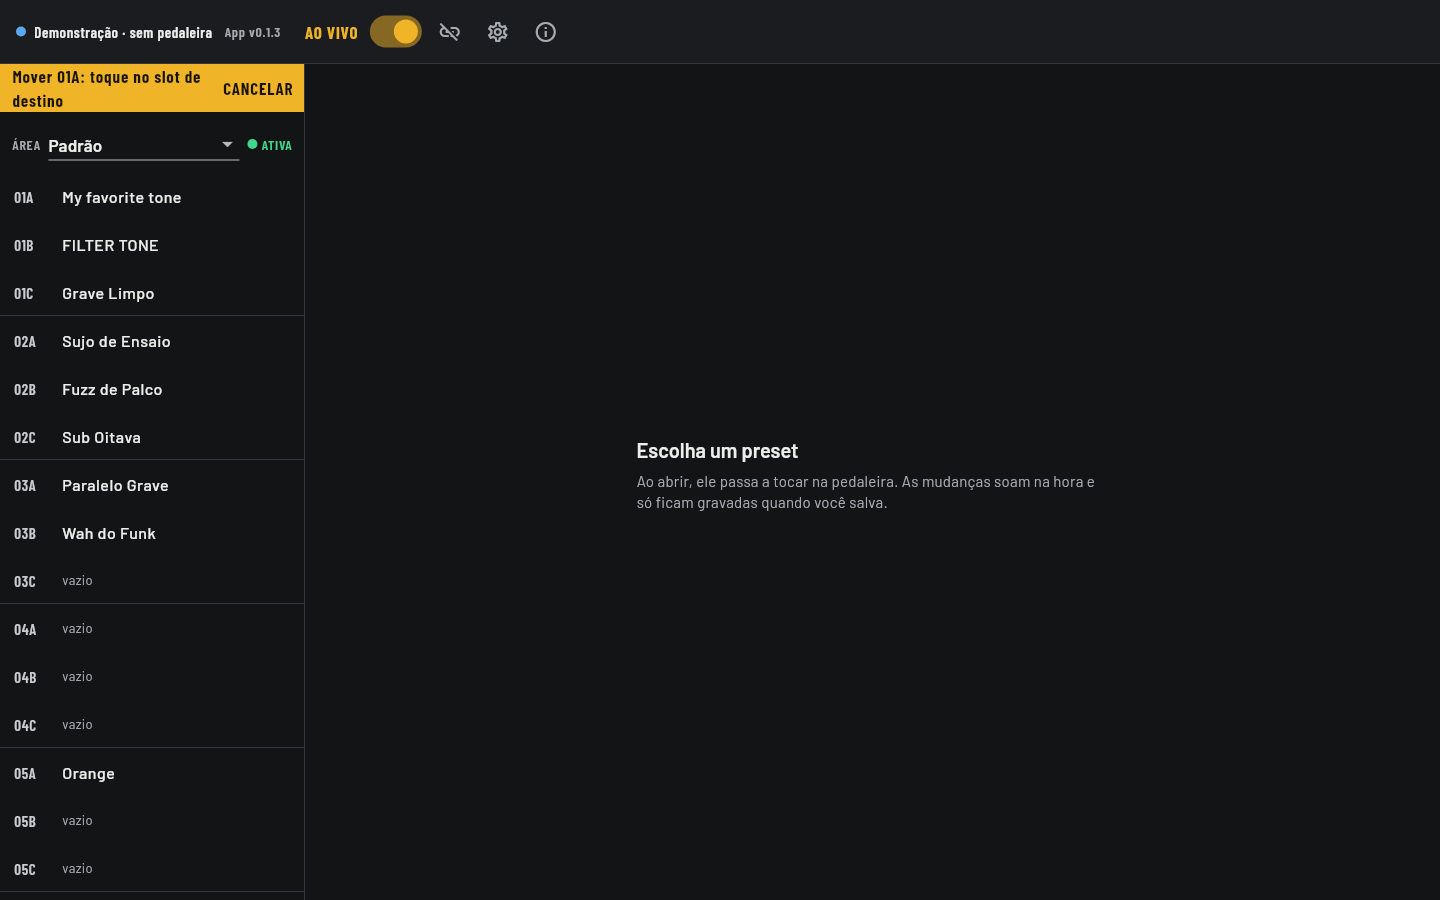 Demonstração · sem pedaleira App v0.1.3 AO VIVO
Mover 01A: toque no slot de
destino
CANCELAR
ÁREA Padrão ATIVA
01A My favorite tone
01B FILTER TONE
01C Grave Limpo
02A Sujo de Ensaio
02B Fuzz de Palco
02C Sub Oitava
03A Paralelo Grave
03B Wah do Funk
03C vazio
04A vazio
04B vazio
04C vazio
05A Orange
05B vazio
05C vazio
Escolha um preset
Ao abrir, ele passa a tocar na pedaleira. As mudanças soam na hora e
só ficam gravadas quando você salva.